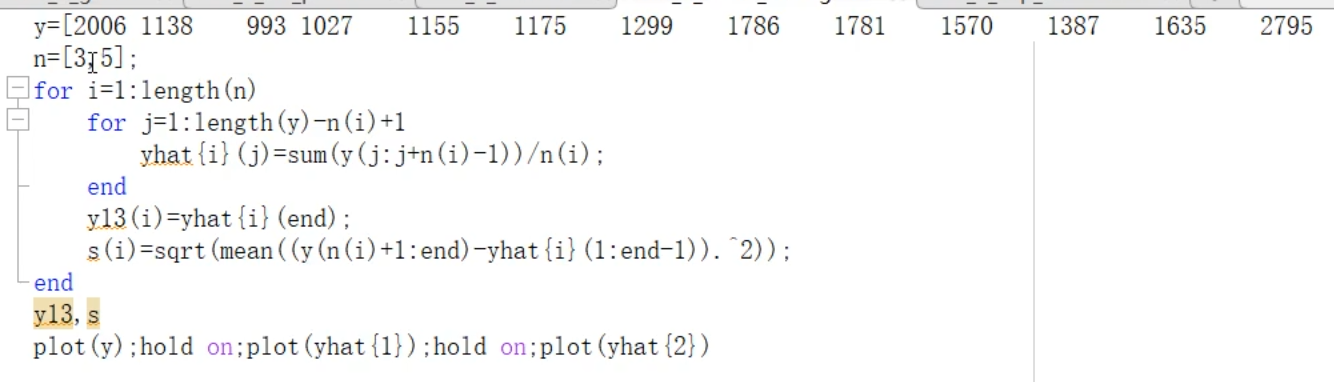 y=[2006 1138 993 1027 1155 1175 1299 1786 1781 1570 1387 1635 2795
n=[3,5];
for i=1:length(n)
for j=1:length(y)-n(i)+1
yhat{i}(j)=sum(y(j:j+n(i)-1))/n(i);
end
y13(i)=yhat{i}(end);
s(i)=sqrt(mean((y(n(i)+1:end)-yhat{i}(1:end-1)).^2));
end
y13,s
plot(y);hold on;plot(yhat{1});hold on;plot(yhat{2})